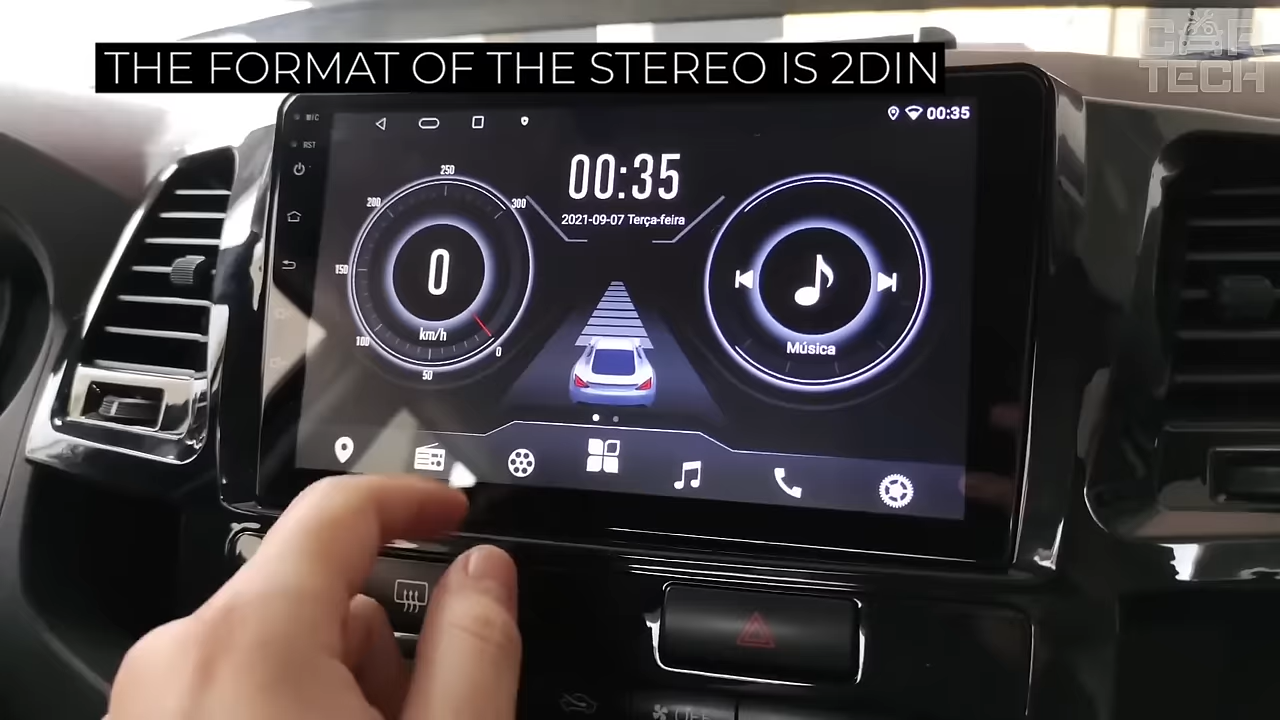 THE FORMAT OF THE STEREO IS 2DIN
CAR
TECH
MIC
RST
00:35
00:35
2021-09-07 Terça-feira
250
200
300
150
0
km/h
100
0
50
Música